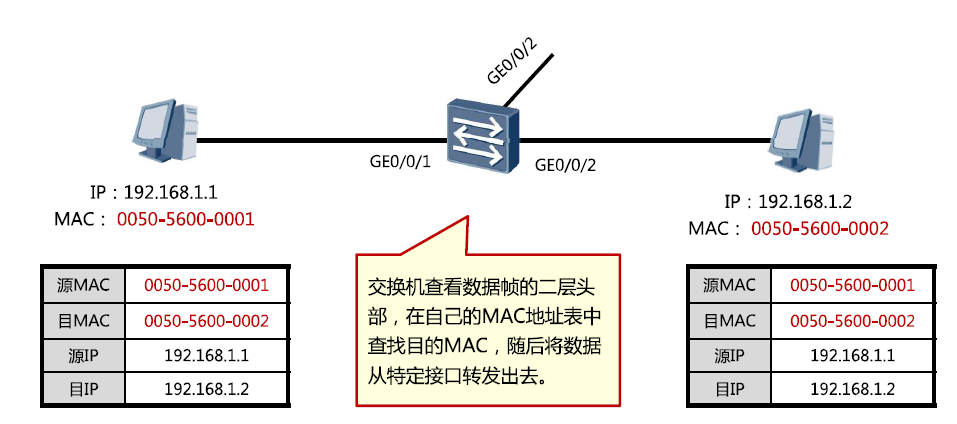 GE0/0/2
GE0/0/1
GE0/0/2
IP：192.168.1.1
MAC： 0050-5600-0001
IP：192.168.1.2
MAC： 0050-5600-0002
源MAC 0050-5600-0001
目MAC 0050-5600-0002
源IP 192.168.1.1
目IP 192.168.1.2
交换机查看数据帧的二层头
部，在自己的MAC地址表中
查找目的MAC，随后将数据
从特定接口转发出去。
源MAC 0050-5600-0001
目MAC 0050-5600-0002
源IP 192.168.1.1
目IP 192.168.1.2